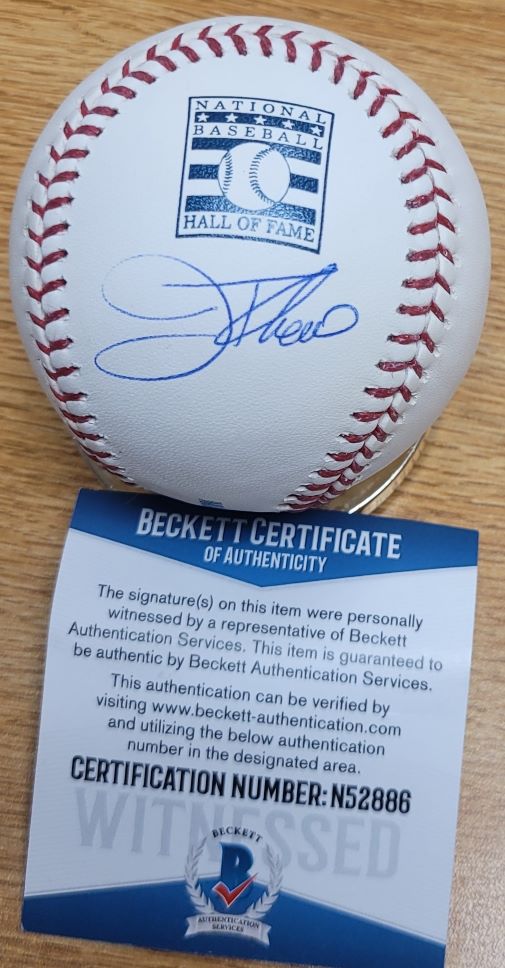 NATIONAL
BASEBALL
HALL OF FAME
BECKETT CERTIFICATE
OF AUTHENTICITY
The signature(s) on this item were personally
witnessed by a representative of Beckett
Authentication Services. This item is guaranteed to
be authentic by Beckett Authentication Services.
This authentication can be verified by
visiting www.beckett-authentication.com
and utilizing the below authentication
number in the designated area.
CERTIFICATION NUMBER: N52886
WITNESSED
BECKETT
B
AUTHENTICATION
SERVICES